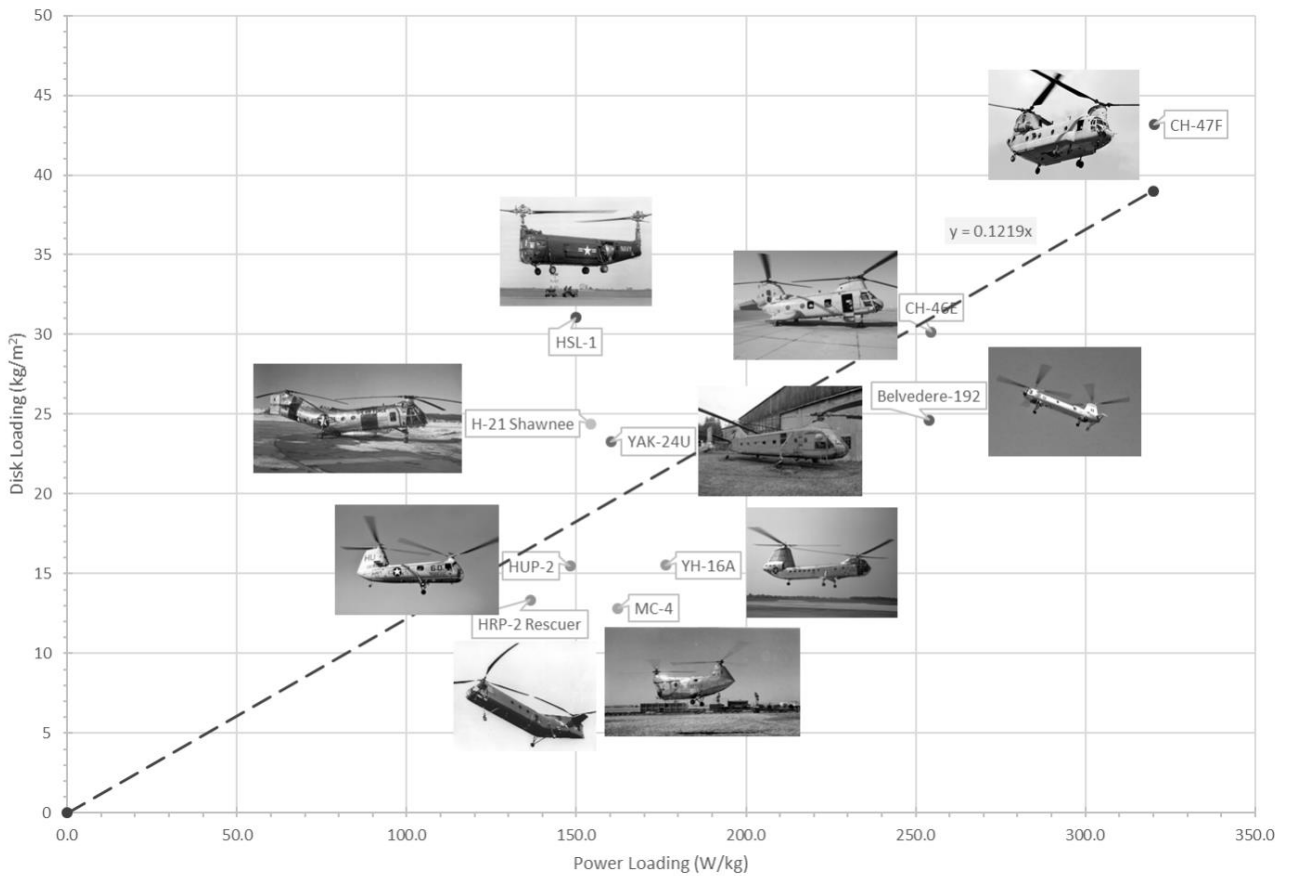 50
45
40
35
30
25
20
15
10
5
0
CH-47F
y = 0.1219x
CH-46E
HSL-1
Belvedere-192
H-21 Shawnee
YAK-24U
HUP-2
YH-16A
MC-4
HRP-2 Rescuer
Disk Loading (kg/m²)
0.0 50.0 100.0 150.0 200.0 250.0 300.0 350.0
Power Loading (W/kg)